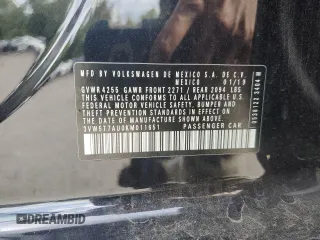 MFD BY VOLKSWAGEN DE MÉXICO S.A. DE C.V.
MEXICO 01/19
GVWR 4255 GAWR FRONT 2271 / REAR 2094 LBS
THIS VEHICLE CONFORMS TO ALL APPLICABLE
FEDERAL MOTOR VEHICLE SAFETY, BUMPER AND
THEFT PREVENTION STANDARDS IN EFFECT ON THE
DATE OF MANUFACTURE SHOWN ABOVE.
PASSENGER CAR
DREAMBID